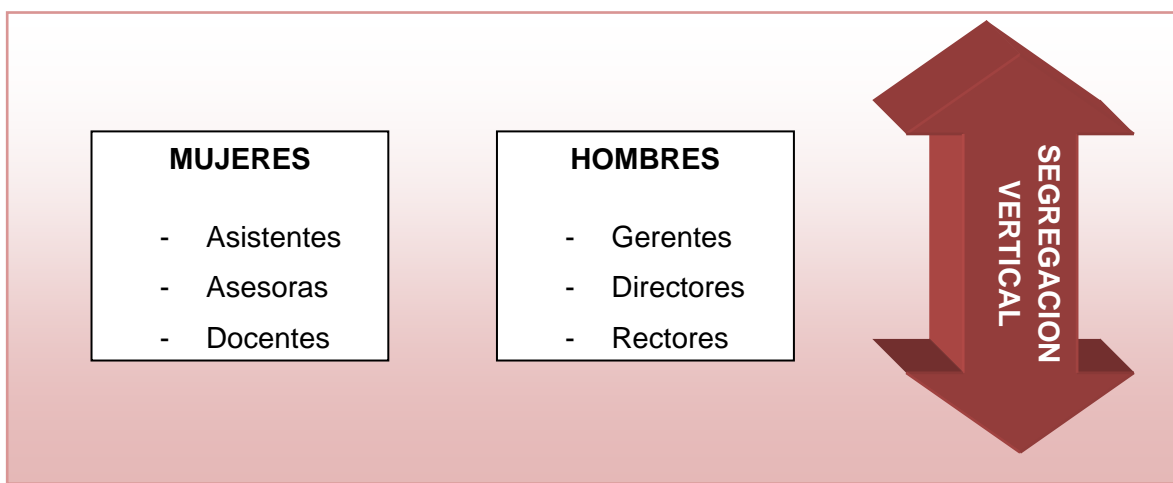 MUJERES
- Asistentes
- Asesoras
- Docentes
HOMBRES
- Gerentes
- Directores
- Rectores
SEGREGACION
VERTICAL